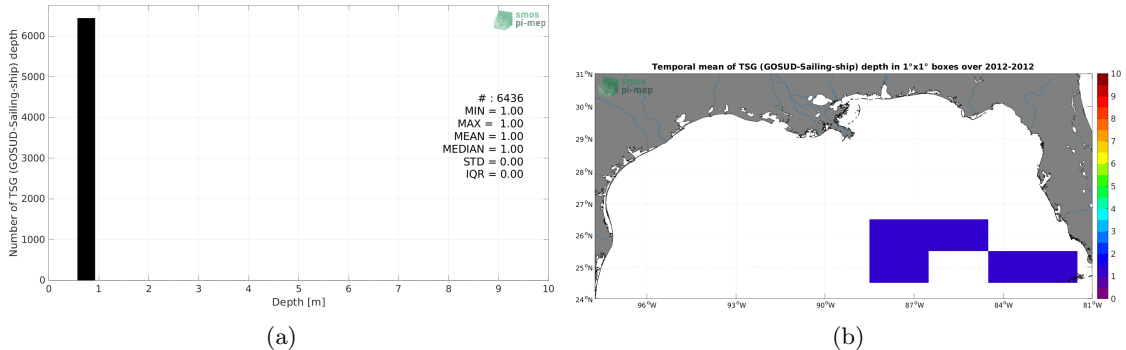 smos
pi-mep
6000
5000
4000
3000
2000
1000
0
Number of TSG (GOSUD-Sailing-ship) depth
# : 6436
MIN = 1.00
MAX = 1.00
MEAN = 1.00
MEDIAN = 1.00
STD = 0.00
IQR = 0.00
0 1 2 3 4 5 6 7 8 9 10
Depth [m]
(a)
Temporal mean of TSG (GOSUD-Sailing-ship) depth in 1°x1° boxes over 2012-2012
smos
pi-mep
31°N
30°N
29°N
28°N
27°N
26°N
25°N
24°N
96°W 93°W 90°W 87°W 84°W 81°W
10
9
8
7
6
5
4
3
2
1
0
(b)